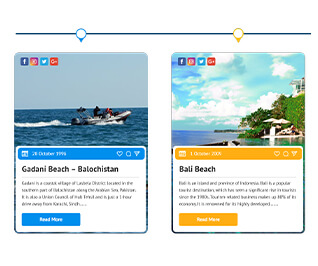 28 October 1996
Gadani Beach – Balochistan
Gadani is a coastal village of Lasbela District located in the
southern part of Balochistan along the Arabian Sea, Pakistan.
It is also a Union Council of Hub Tehsil and is just a 1-hour
drive away from Karachi, Sindh......
Read More
1 October 2009
Bali Beach
Bali is an island and province of Indonesia. Bali is a popular
tourist destination, which has seen a significant rise in tourists
since the 1980s. Tourism-related business makes up 80% of its
economy. It is renowned for its highly developed......
Read More